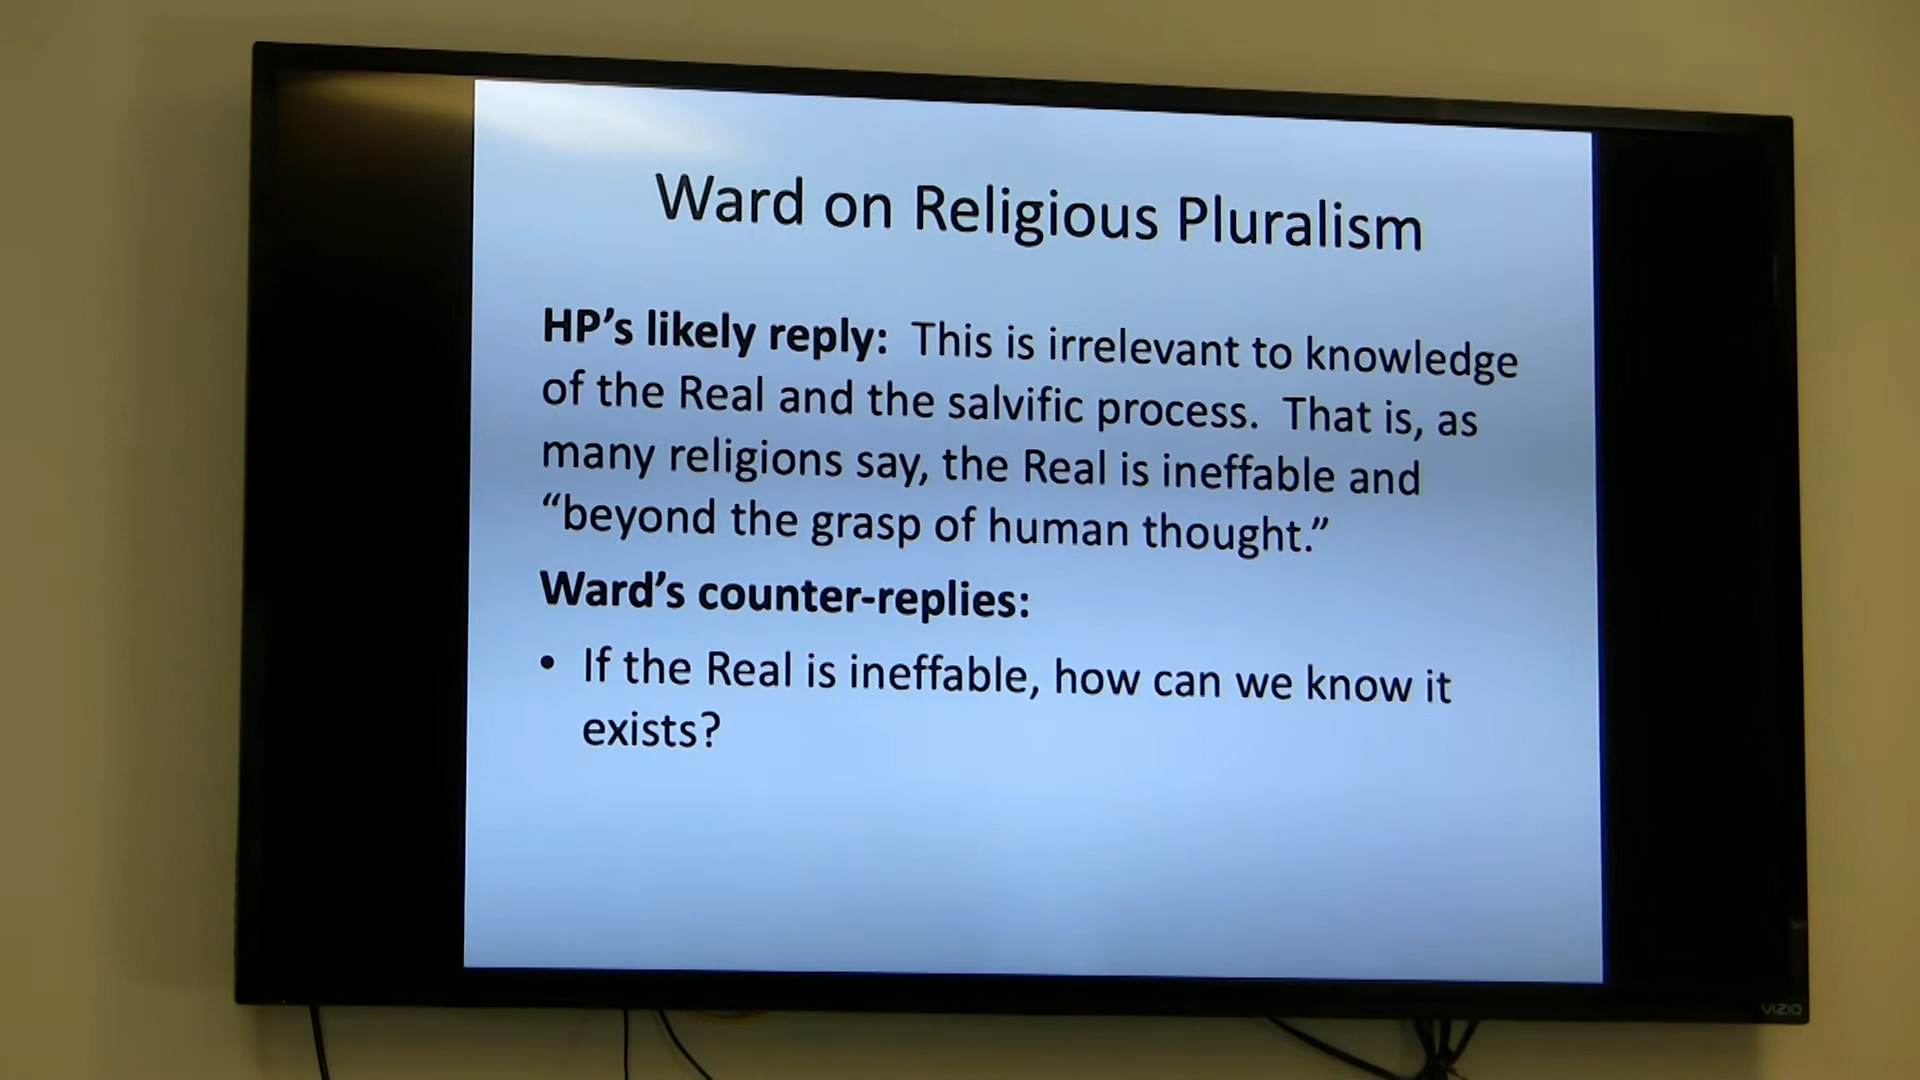 Ward on Religious Pluralism
HP’s likely reply: This is irrelevant to knowledge
of the Real and the salvific process. That is, as
many religions say, the Real is ineffable and
“beyond the grasp of human thought.”
Ward’s counter-replies:
• If the Real is ineffable, how can we know it
exists?
VIZIO